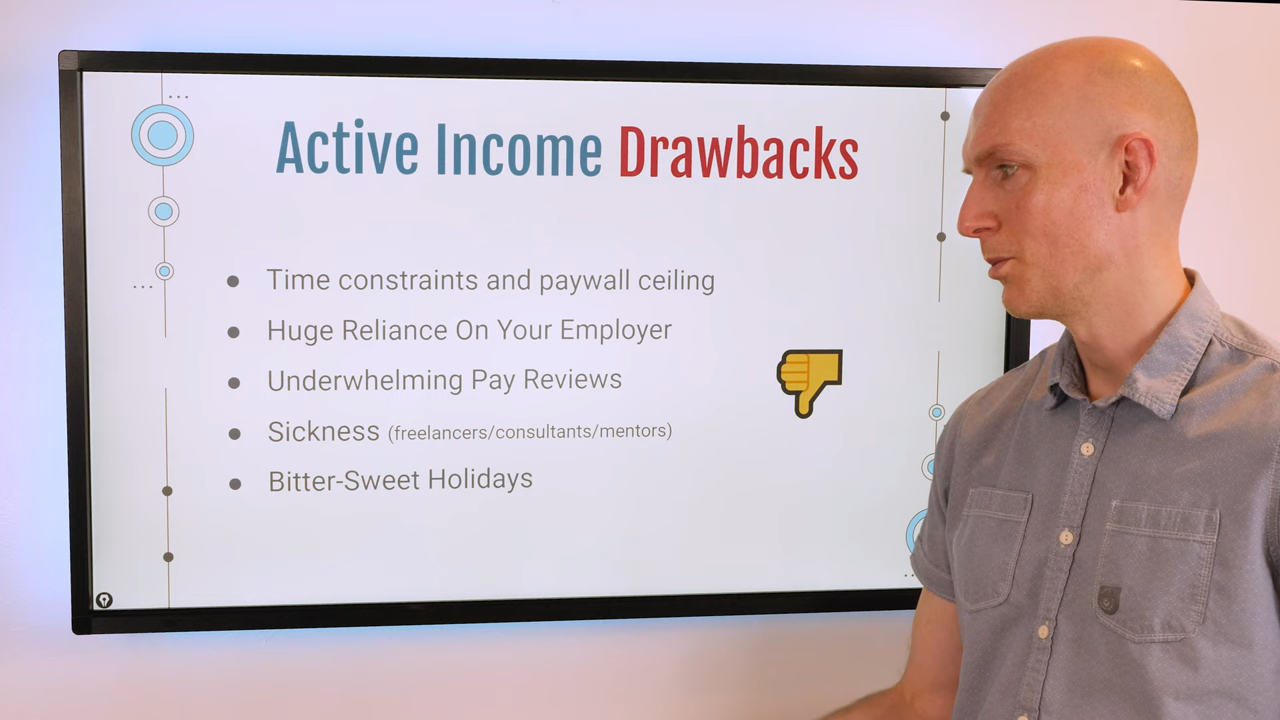 Active Income Drawbacks
Time constraints and paywall ceiling
Huge Reliance On Your Employer
Underwhelming Pay Reviews
Sickness (freelancers/consultants/mentors)
Bitter-Sweet Holidays